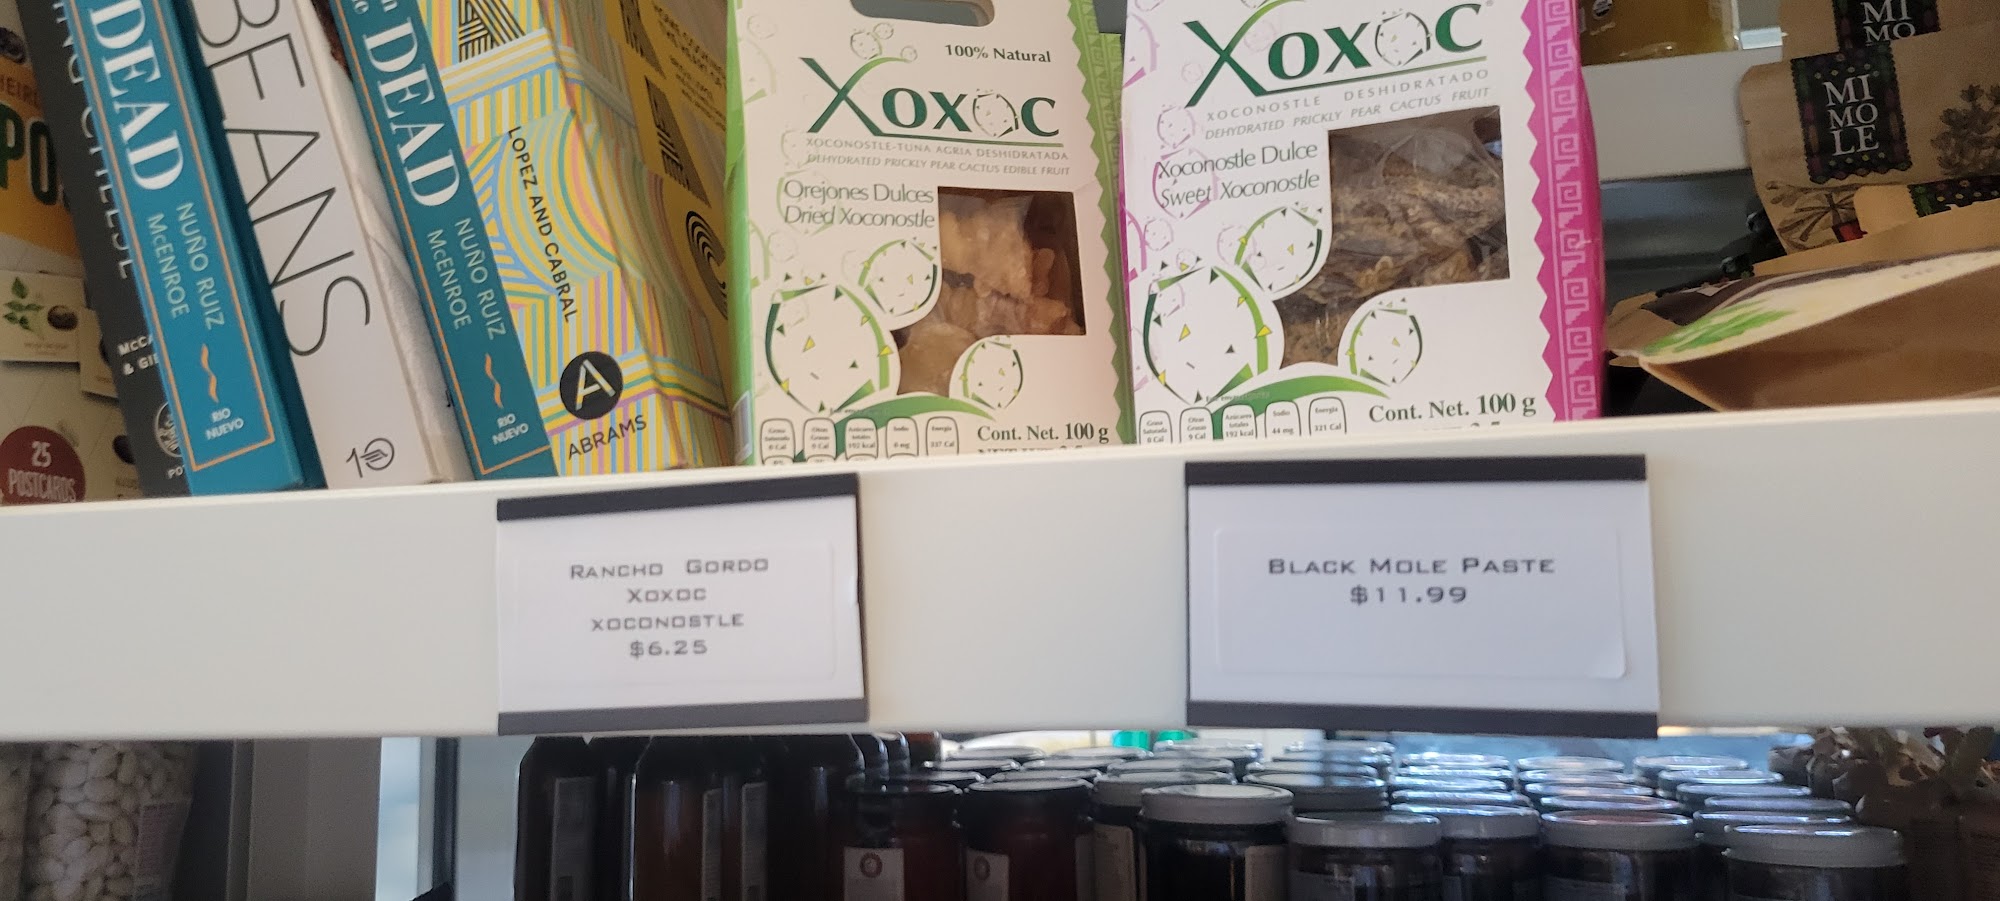 DEAD
NUÑO RUIZ
McENROE
RIO
NUEVO
BEANS
10
DEAD
NUÑO RUIZ
McENROE
RIO
NUEVO
LOPEZ AND CABRAL
A
ABRAMS
25
POSTCARDS
100% Natural
Xoxoc
XOCONOSTLE-TUNA AGRIA DESHIDRATADA
DEHYDRATED PRICKLY PEAR CACTUS EDIBLE FRUIT
Orejones Dulces
Dried Xoconostle
Cont. Net. 100 g
Xoxoc
XOCONOSTLE DESHIDRATADO
DEHYDRATED PRICKLY PEAR CACTUS FRUIT
Xoconostle Dulce
Sweet Xoconostle
Cont. Net. 100 g
MI
MO
MI
MO
LE
RANCHO GORDO
XOXOC
XOCONOSTLE
$6.25
BLACK MOLE PASTE
$11.99